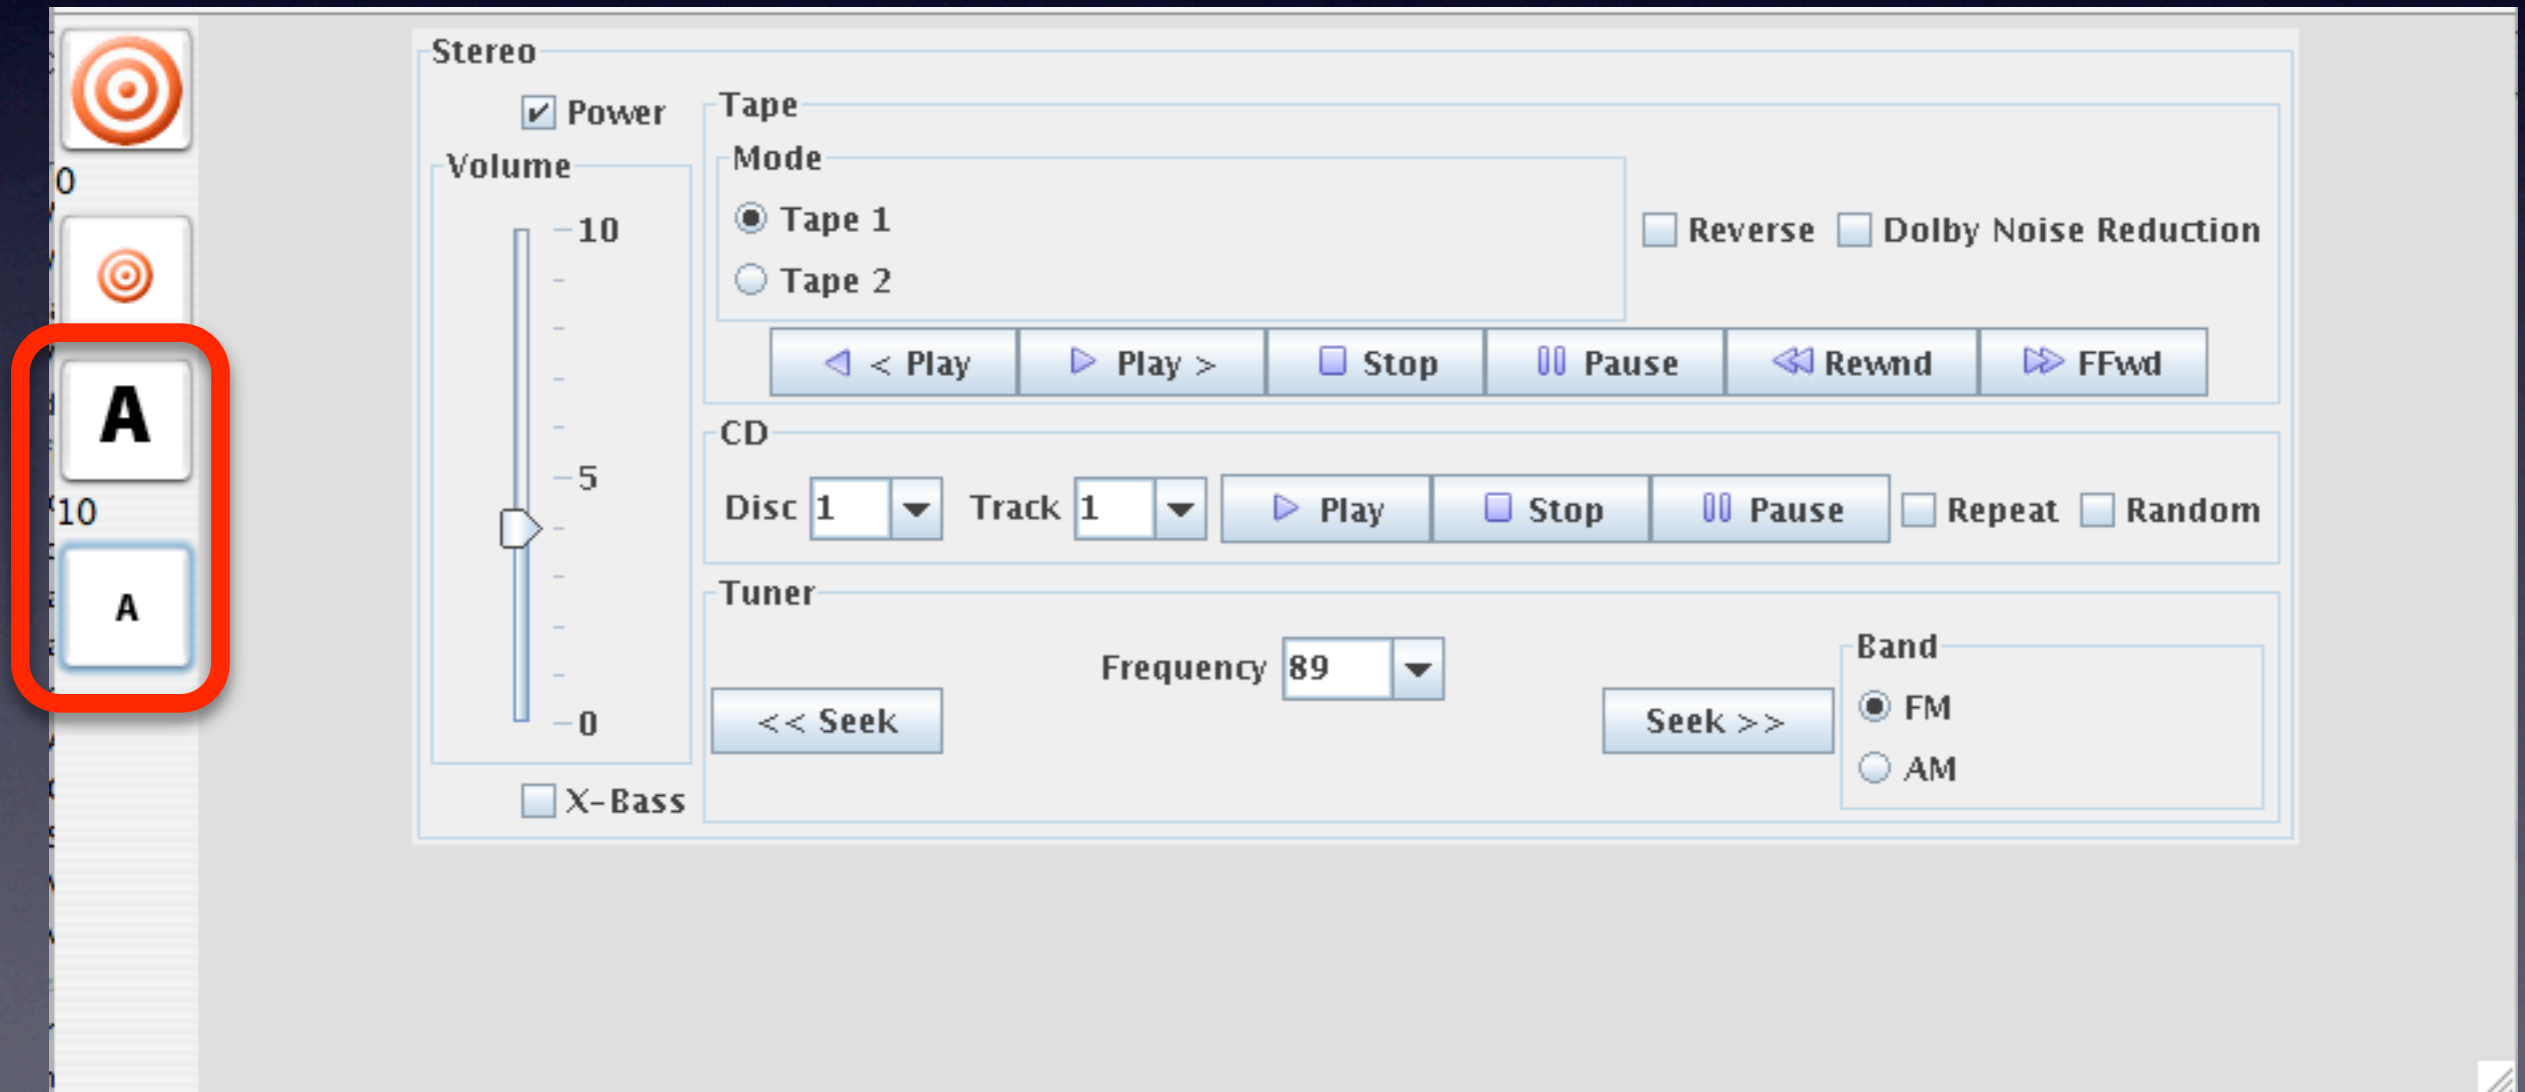 0
A
10
A
Stereo
Power
Volume
10
5
0
X-Bass
Tape
Mode
Tape 1
Tape 2
Reverse Dolby Noise Reduction
< Play Play > Stop Pause Rewnd FFwd
CD
Disc 1 Track 1 Play Stop Pause Repeat Random
Tuner
Frequency 89
<< Seek Seek >>
Band
FM
AM